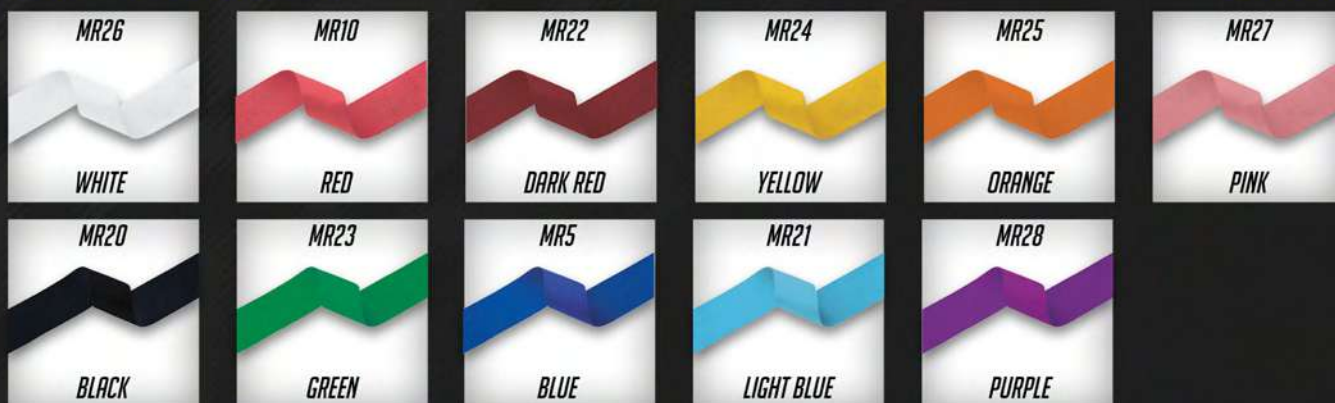 MR26
WHITE
MR10
RED
MR22
DARK RED
MR24
YELLOW
MR25
ORANGE
MR27
PINK
MR20
BLACK
MR23
GREEN
MR5
BLUE
MR21
LIGHT BLUE
MR28
PURPLE